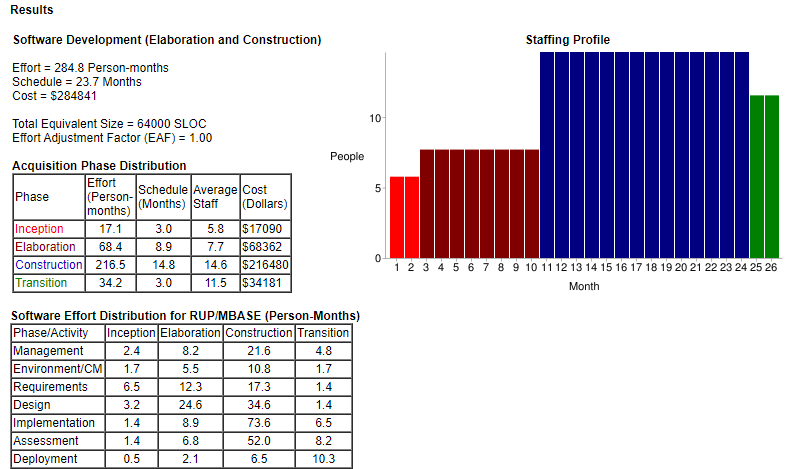 Results
Software Development (Elaboration and Construction)
Effort = 284.8 Person-months
Schedule = 23.7 Months
Cost = $284841
Total Equivalent Size = 64000 SLOC
Effort Adjustment Factor (EAF) = 1.00
Acquisition Phase Distribution
Phase Effort (Person-months) Schedule (Months) Average Staff Cost (Dollars)
Inception 17.1 3.0 5.8 $17090
Elaboration 68.4 8.9 7.7 $68362
Construction 216.5 14.8 14.6 $216480
Transition 34.2 3.0 11.5 $34181
Software Effort Distribution for RUP/MBASE (Person-Months)
Phase/Activity Inception Elaboration Construction Transition
Management 2.4 8.2 21.6 4.8
Environment/CM 1.7 5.5 10.8 1.7
Requirements 6.5 12.3 17.3 1.4
Design 3.2 24.6 34.6 1.4
Implementation 1.4 8.9 73.6 6.5
Assessment 1.4 6.8 52.0 8.2
Deployment 0.5 2.1 6.5 10.3
Staffing Profile
10
People
5
0
1 2 3 4 5 6 7 8 9 10 11 12 13 14 15 16 17 18 19 20 21 22 23 24 25 26
Month